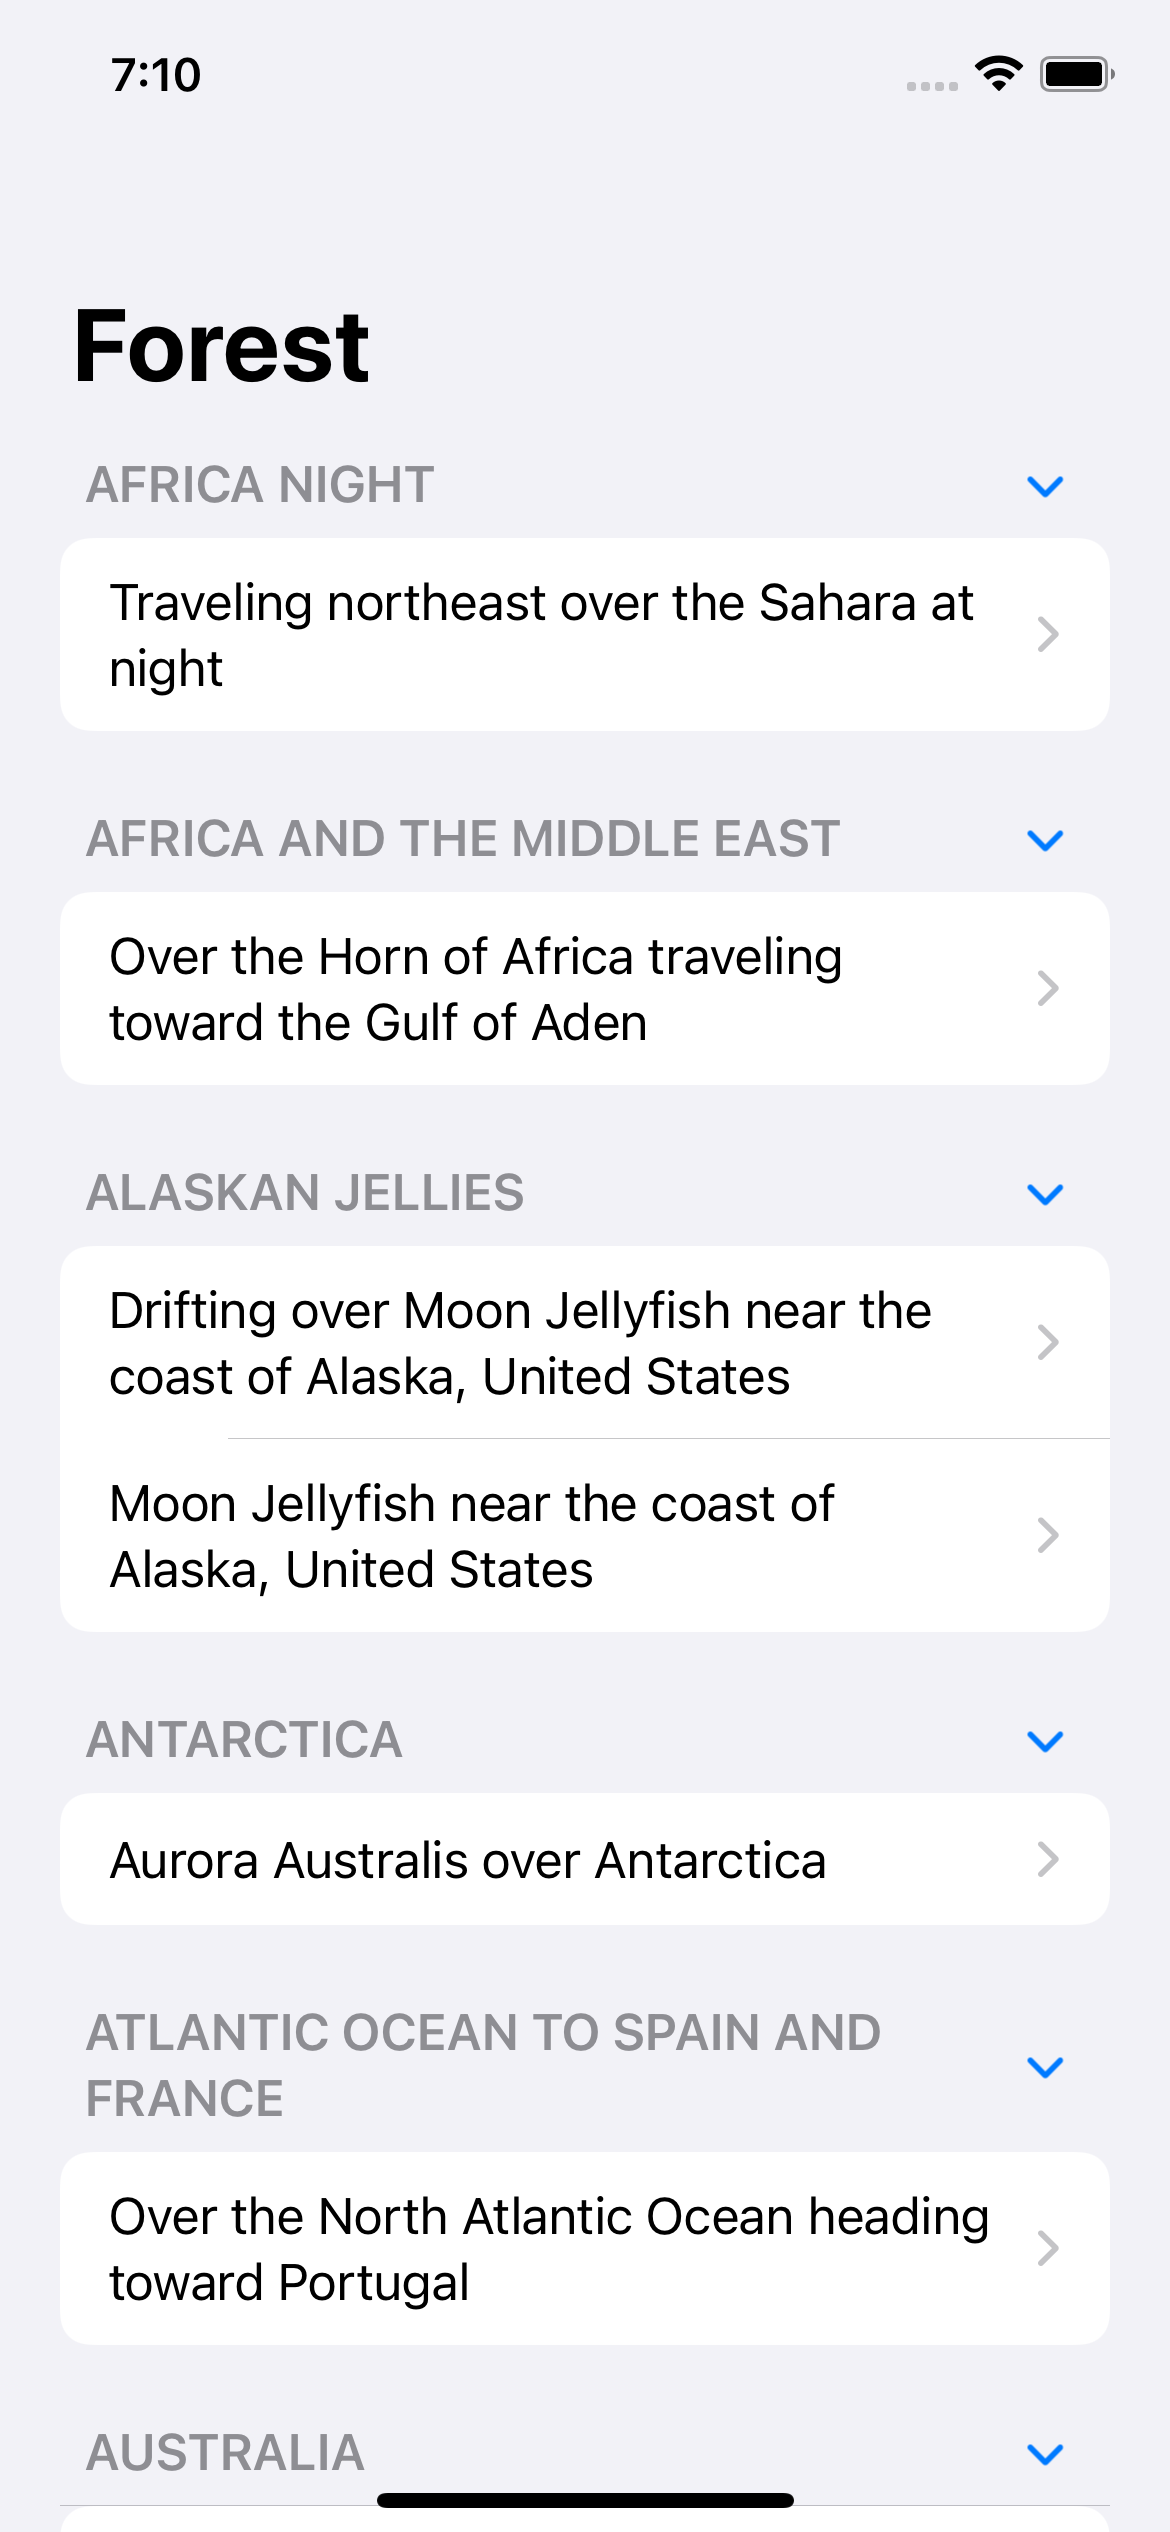 7:10
Forest
AFRICA NIGHT
Traveling northeast over the Sahara at
night
AFRICA AND THE MIDDLE EAST
Over the Horn of Africa traveling
toward the Gulf of Aden
ALASKAN JELLIES
Drifting over Moon Jellyfish near the
coast of Alaska, United States
Moon Jellyfish near the coast of
Alaska, United States
ANTARCTICA
Aurora Australis over Antarctica
ATLANTIC OCEAN TO SPAIN AND
FRANCE
Over the North Atlantic Ocean heading
toward Portugal
AUSTRALIA